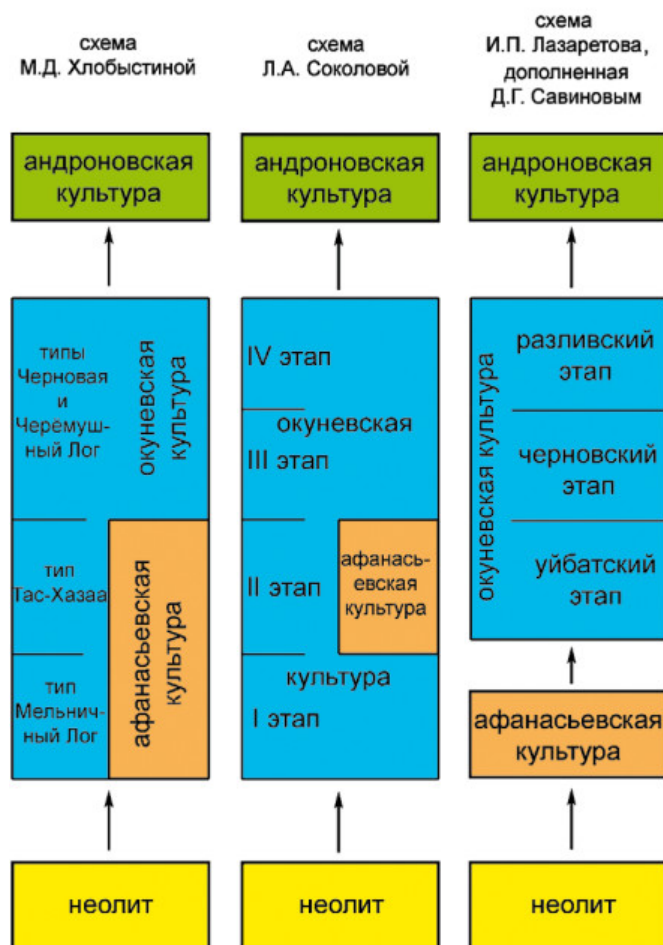 схема
М.Д. Хлобыстиной
андроновская
культура
типы
Черновая
и
Черёмуш-
ный Лог
окуневская
культура
тип
Тас-Хазаа
тип
Мельнич-
ный Лог
афанасьевская
культура
неолит
схема
Л.А. Соколовой
андроновская
культура
IV этап
окуневская
III этап
II этап
афанась-
евская
культура
культура
I этап
неолит
схема
И.П. Лазаретова,
дополненная
Д.Г. Савиновым
андроновская
культура
окуневская культура
разливский
этап
черновский
этап
уйбатский
этап
афанасьевская
культура
неолит